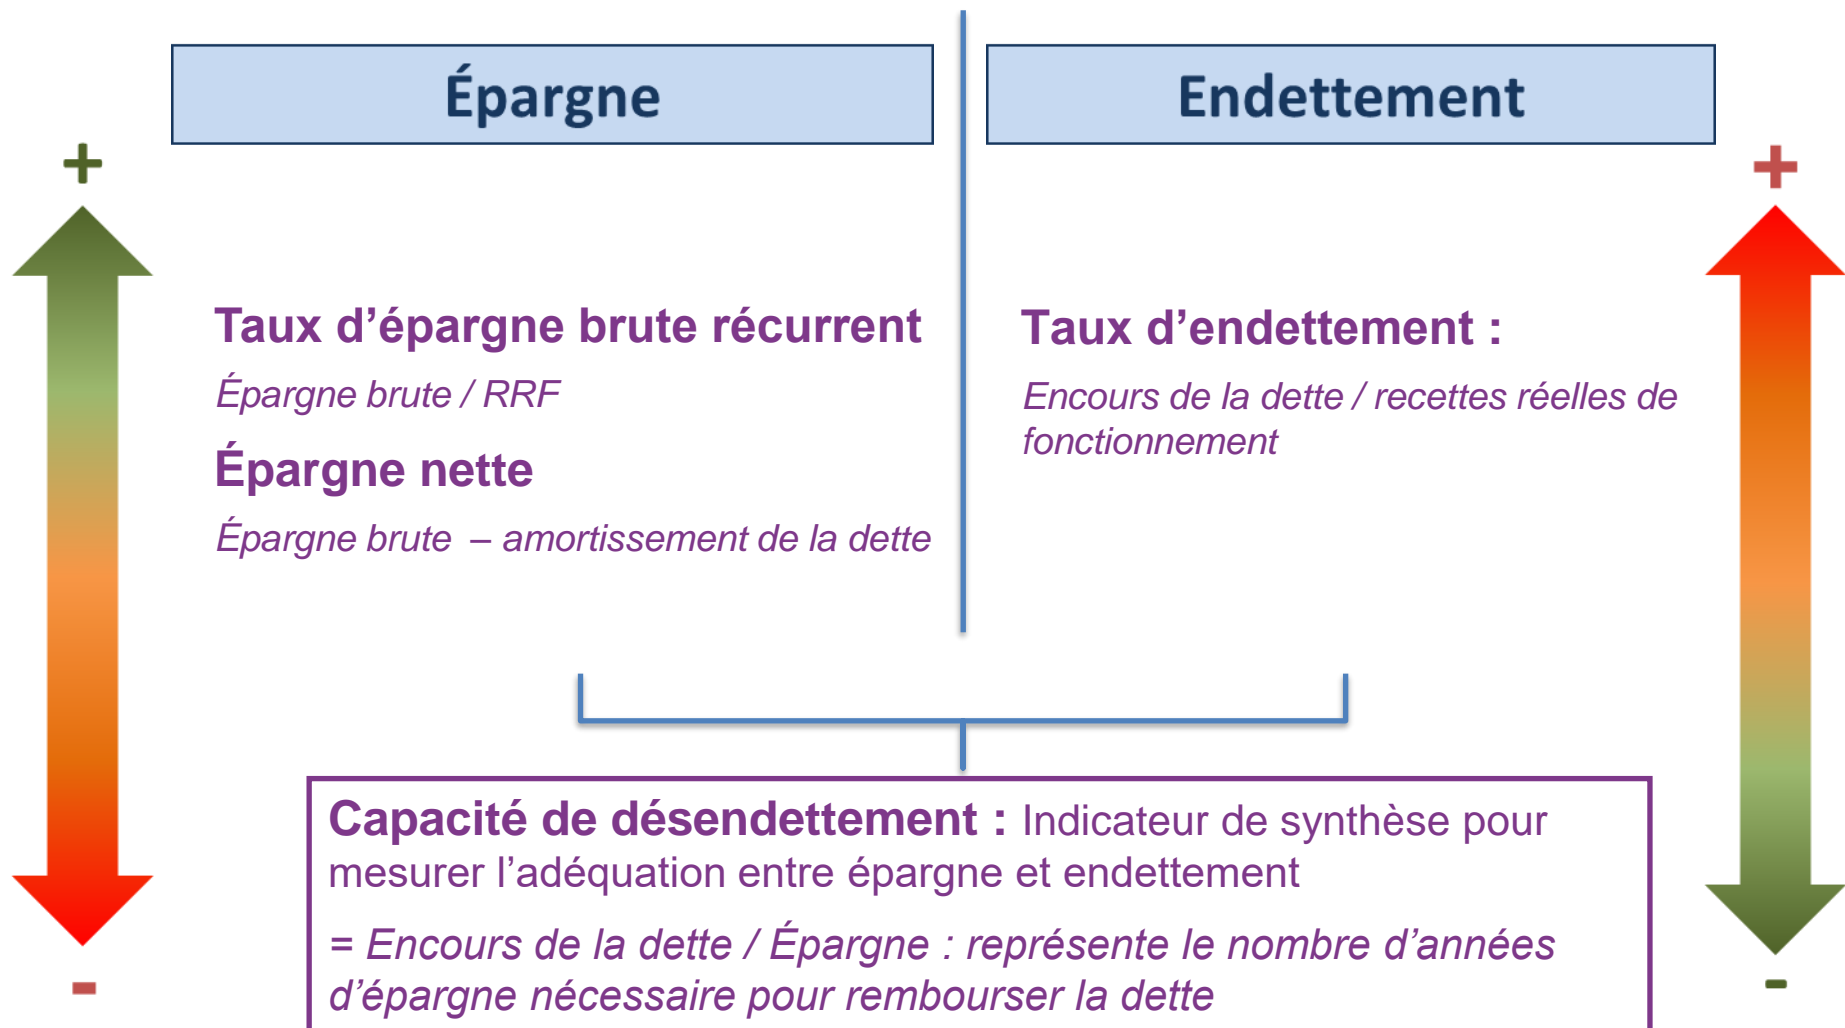 Épargne
Endettement
+
+
Taux d’épargne brute récurrent
Épargne brute / RRF
Épargne nette
Épargne brute – amortissement de la dette
Taux d’endettement :
Encours de la dette / recettes réelles de
fonctionnement
Capacité de désendettement : Indicateur de synthèse pour
mesurer l’adéquation entre épargne et endettement
= Encours de la dette / Épargne : représente le nombre d’années
d’épargne nécessaire pour rembourser la dette
-
-